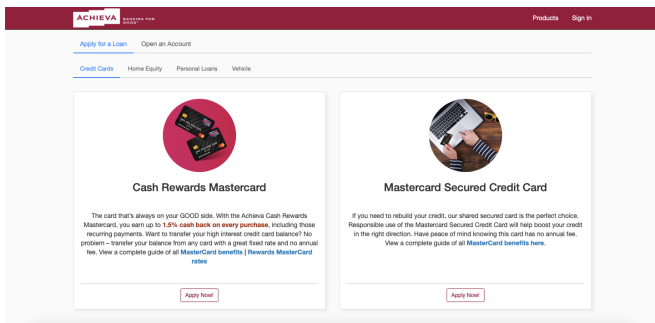 ACHIEVA BANKING FOR GOOD
Products Sign In
Apply for a Loan Open an Account
Credit Cards Home Equity Personal Loans Vehicle
Cash Rewards Mastercard
The card that's always on your GOOD side. With the Achieva Cash Rewards
Mastercard, you earn up to 1.5% cash back on every purchase, including those
recurring payments. Want to transfer your high interest credit card balance? No
problem – transfer your balance from any card with a great fixed rate and no annual
fee. View a complete guide of all MasterCard benefits | Rewards MasterCard
rates
Apply Now!
Mastercard Secured Credit Card
If you need to rebuild your credit, our shared secured card is the perfect choice.
Responsible use of the Mastercard Secured Credit Card will help boost your credit
in the right direction. Have peace of mind knowing this card has no annual fee.
View a complete guide of all MasterCard benefits here.
Apply Now!